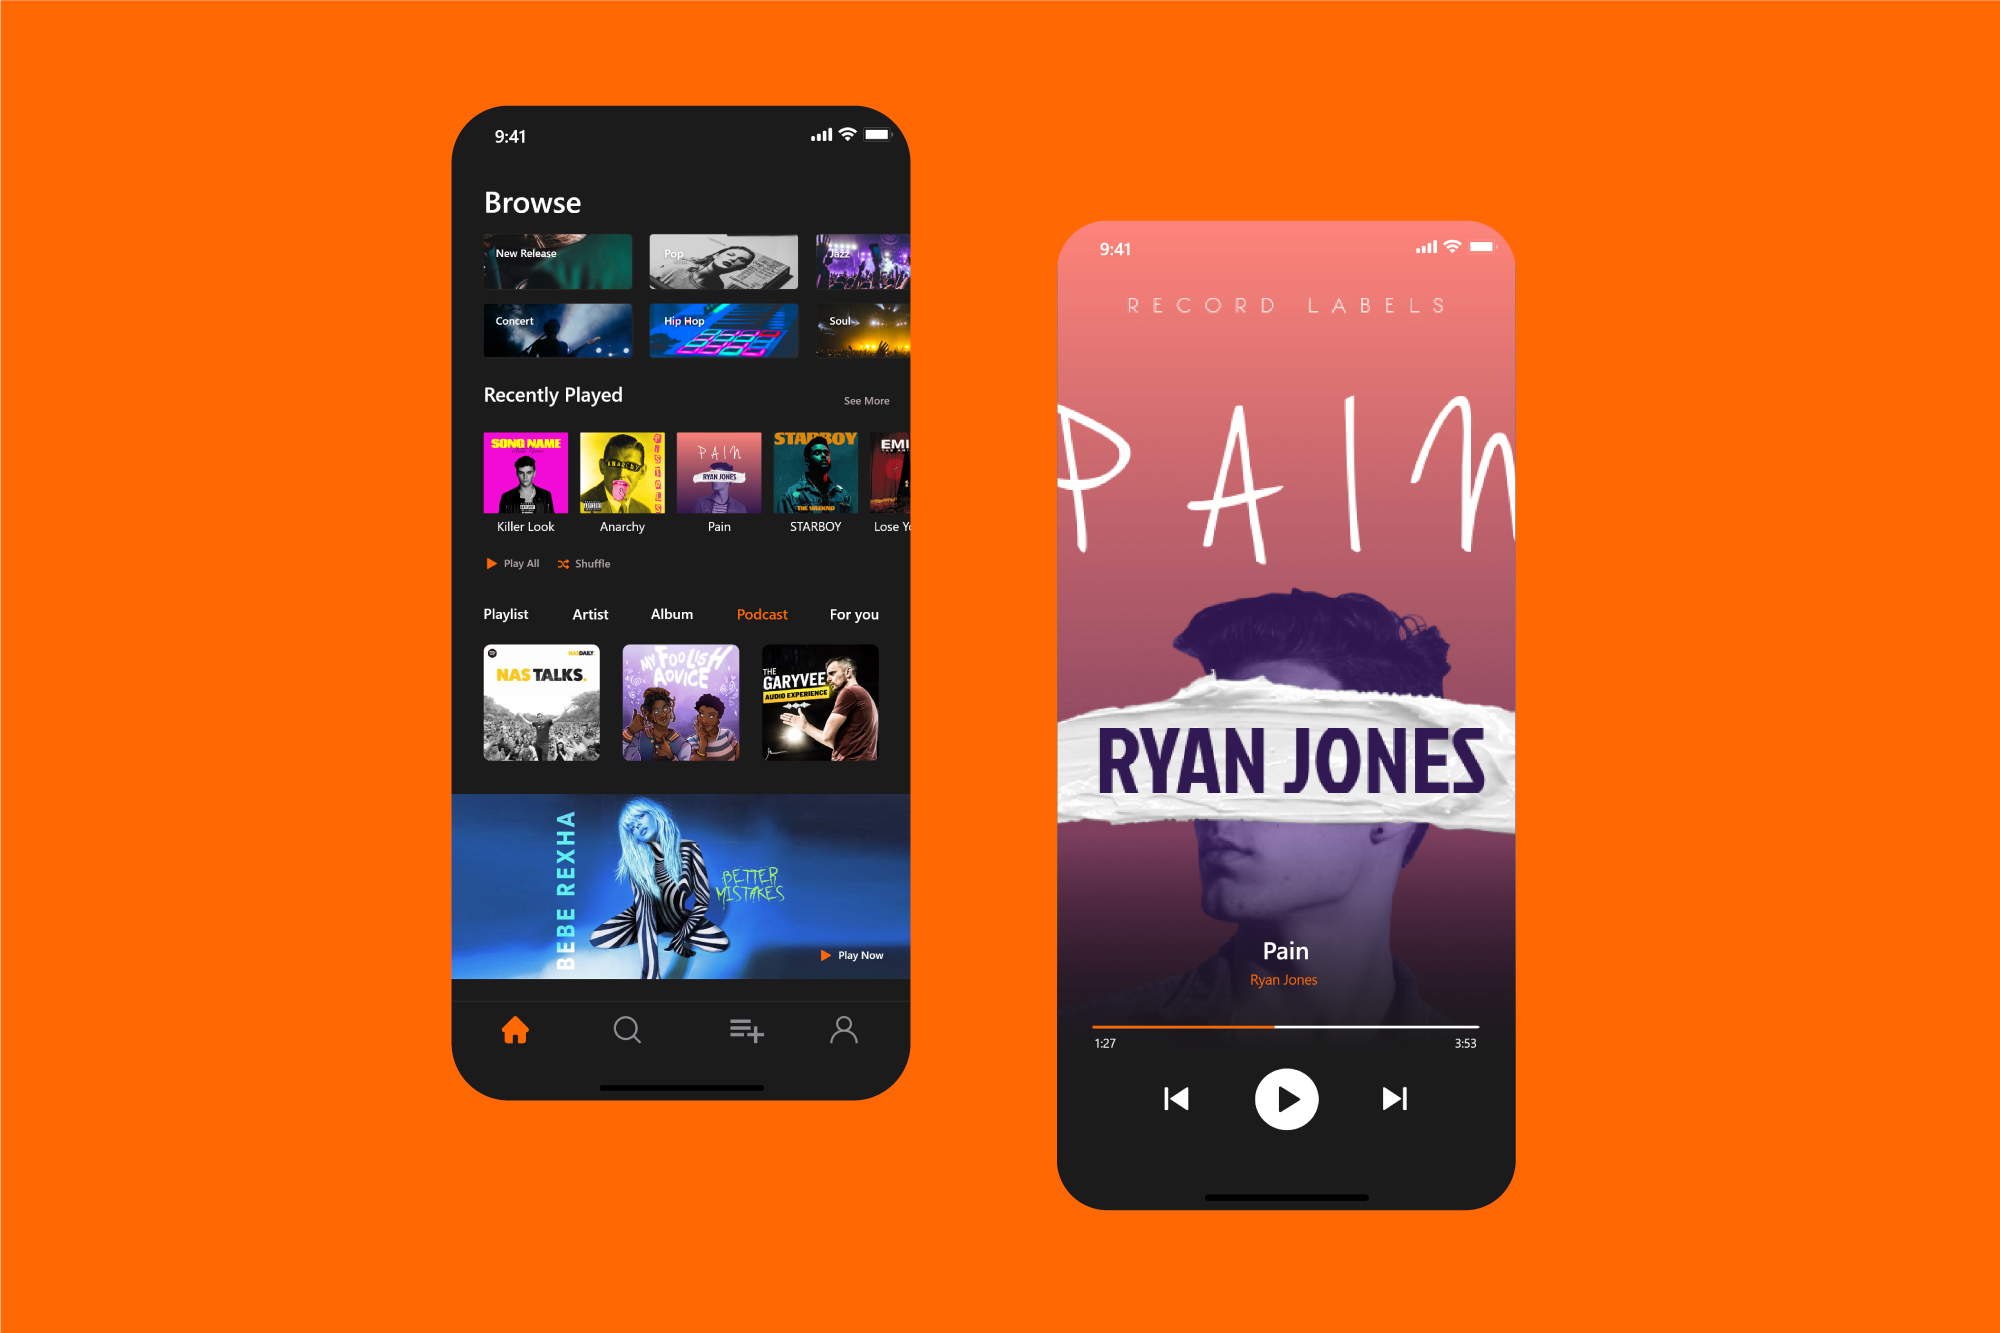 9:41
Browse
New Release
Pop
Jazz
Concert
Hip Hop
Soul
Recently Played
See More
SONG NAME
ANARCHY
PISTOLS
PAIN
RYAN JONES
STARBOY
THE WEEKND
EMI
Killer Look
Anarchy
Pain
STARBOY
Lose Yo
Play All
Shuffle
Playlist
Artist
Album
Podcast
For you
NASDAILY
NAS TALKS.
MY FOOLISH
ADVICE
THE
GARYVEE
AUDIO EXPERIENCE
BEBE REXHA
BETTER
MISTAKES
Play Now
9:41
RECORD LABELS
PAIN
RYAN JONES
Pain
Ryan Jones
1:27
3:53